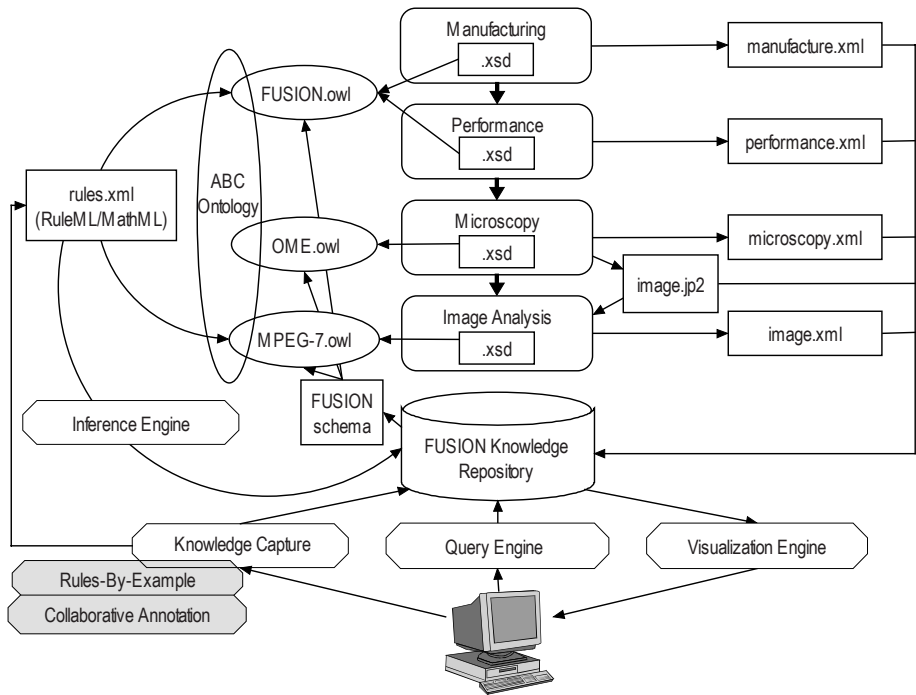 Manufacturing
.xsd
manufacture.xml
FUSION.owl
Performance
.xsd
performance.xml
rules.xml
(RuleML/MathML)
ABC
Ontology
Microscopy
.xsd
microscopy.xml
OME.owl
image.jp2
Image Analysis
.xsd
image.xml
MPEG-7.owl
FUSION
schema
Inference Engine
FUSION Knowledge
Repository
Knowledge Capture
Query Engine
Visualization Engine
Rules-By-Example
Collaborative Annotation